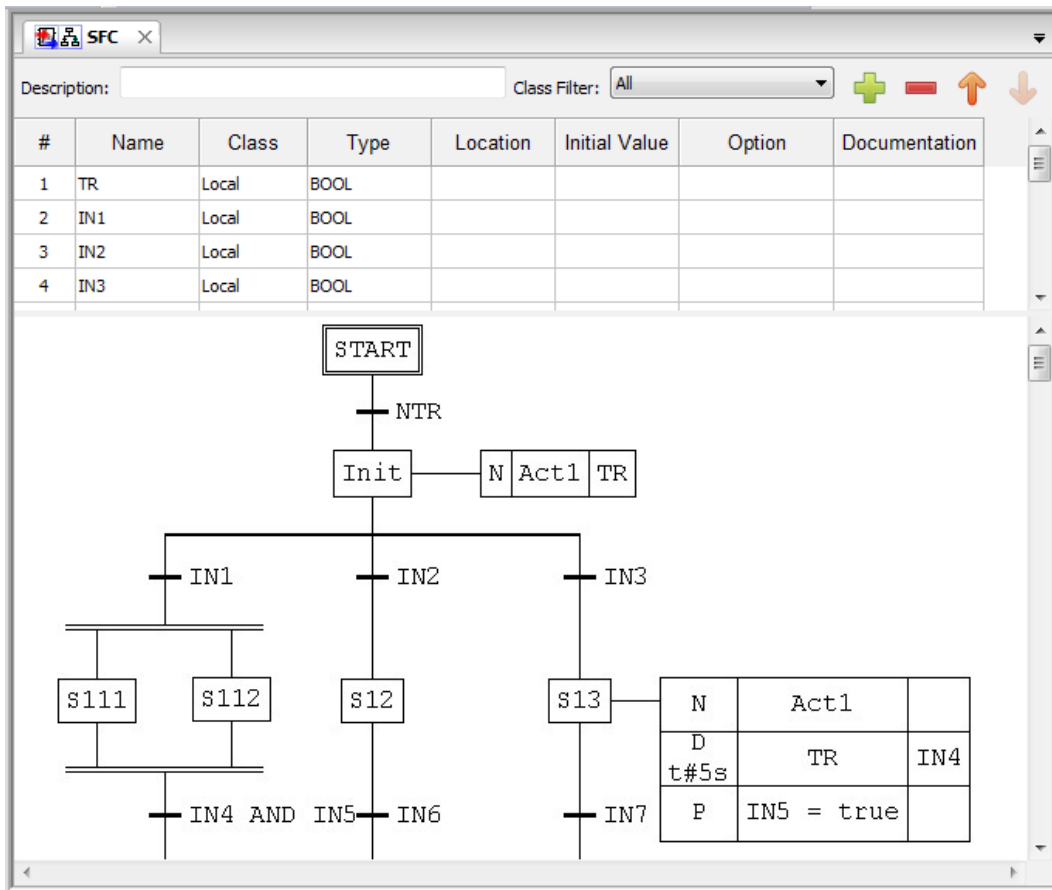 SFC
Description: Class Filter: All
# Name Class Type Location Initial Value Option Documentation
1 TR Local BOOL
2 IN1 Local BOOL
3 IN2 Local BOOL
4 IN3 Local BOOL
START
NTR
Init N Act1 TR
IN1 IN2 IN3
S111 S112 S12 S13 N Act1
D t#5s TR IN4
P IN5 = true
IN4 AND IN5 IN6 IN7